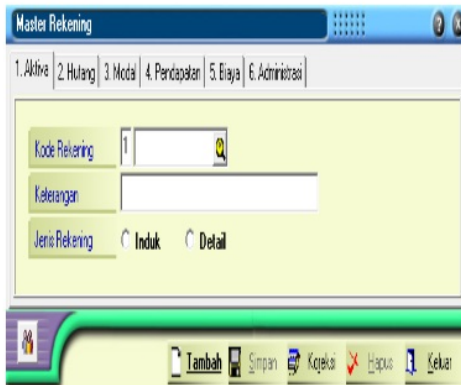 Master Rekening
1. Aktiva 2. Hutang 3. Modal 4. Pendapatan 5. Biaya 6. Administrasi
Kode Rekening 1
Keterangan
Jenis Rekening Induk Detail
Tambah Simpan Koreksi Hapus Keluar